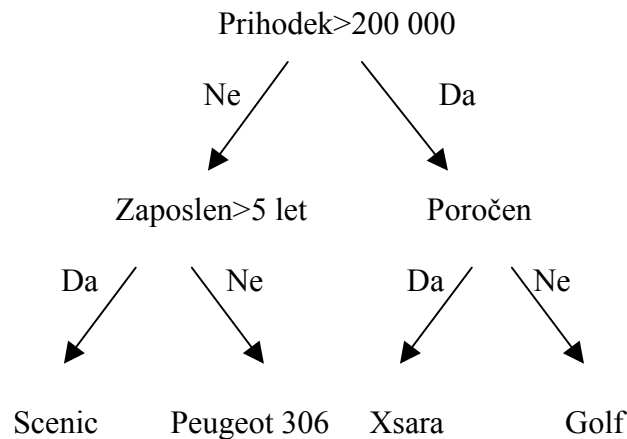 Prihodek>200 000
Ne Da
Zaposlen>5 let Poročen
Da Ne Da Ne
Scenic Peugeot 306 Xsara Golf